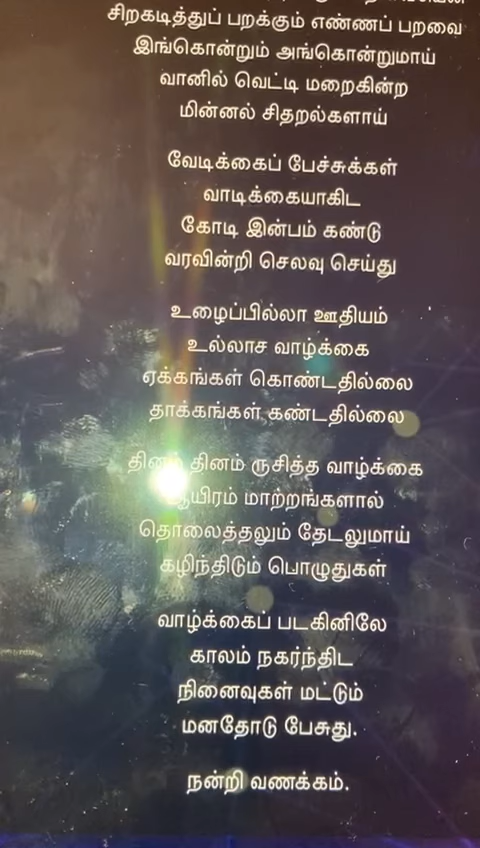 சிறகடித்துப் பறக்கும் எண்ணப் பறவை
இங்கொன்றும் அங்கொன்றுமாய்
வானில் வெட்டி மறைகின்ற
மின்னல் சிதறல்களாய்
வேடிக்கைப் பேச்சுக்கள்
வாடிக்கையாகிட
கோடி இன்பம் கண்டு
வரவின்றி செலவு செய்து
உழைப்பில்லா ஊதியம்
உல்லாச வாழ்க்கை
ஏக்கங்கள் கொண்டதில்லை
தாக்கங்கள் கண்டதில்லை
தினம் தினம் ருசித்த வாழ்க்கை
ஆயிரம் மாற்றங்களால்
தொலைத்தலும் தேடலுமாய்
கழிந்திடும் பொழுதுகள்
வாழ்க்கைப் படகினிலே
காலம் நகர்ந்திட
நினைவுகள் மட்டும்
மனதோடு பேசுது.
நன்றி வணக்கம்.